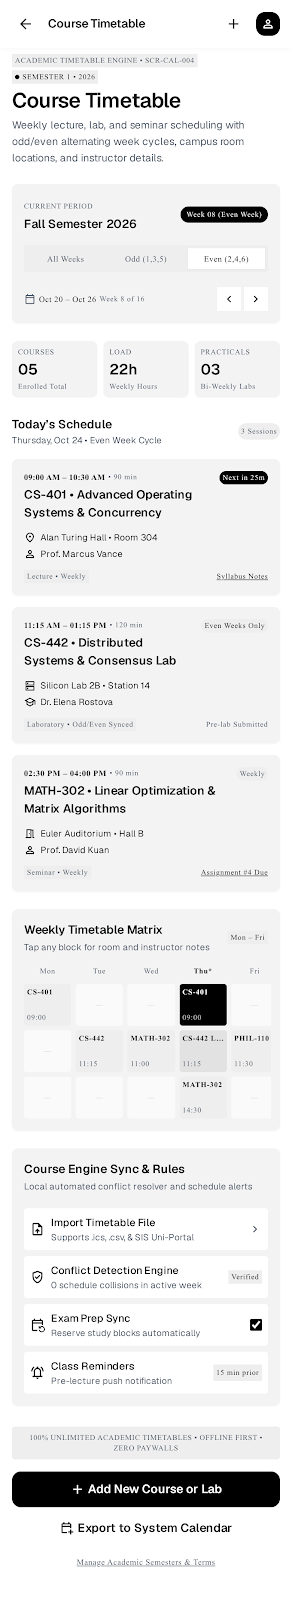 Course Timetable
ACADEMIC TIMETABLE ENGINE • SCR-CAL-004
● SEMESTER 1 • 2026
Course Timetable
Weekly lecture, lab, and seminar scheduling with
odd/even alternating week cycles, campus room
locations, and instructor details.
CURRENT PERIOD
Fall Semester 2026
Week 08 (Even Week)
All Weeks
Odd (1,3,5)
Even (2,4,6)
Oct 20 – Oct 26 Week 8 of 16
COURSES
05
Enrolled Total
LOAD
22h
Weekly Hours
PRACTICALS
03
Bi-Weekly Labs
Today's Schedule
Thursday, Oct 24 • Even Week Cycle
3 Sessions
09:00 AM – 10:30 AM • 90 min
Next in 25m
CS-401 • Advanced Operating
Systems & Concurrency
Alan Turing Hall • Room 304
Prof. Marcus Vance
Lecture • Weekly
Syllabus Notes
11:15 AM – 01:15 PM • 120 min
Even Weeks Only
CS-442 • Distributed
Systems & Consensus Lab
Silicon Lab 2B • Station 14
Dr. Elena Rostova
Laboratory • Odd/Even Synced
Pre-lab Submitted
02:30 PM – 04:00 PM • 90 min
Weekly
MATH-302 • Linear Optimization &
Matrix Algorithms
Euler Auditorium • Hall B
Prof. David Kuan
Seminar • Weekly
Assignment #4 Due
Weekly Timetable Matrix
Tap any block for room and instructor notes
Mon – Fri
Mon Tue Wed Thu* Fri
CS-401 — — CS-401 —
09:00 09:00
— CS-442 MATH-302 CS-442 L... PHIL-110
11:15 11:00 11:15 11:30
— — — MATH-302 —
14:30
Course Engine Sync & Rules
Local automated conflict resolver and schedule alerts
Import Timetable File
Supports .ics, .csv, & SIS Uni-Portal
Conflict Detection Engine
0 schedule collisions in active week
Verified
Exam Prep Sync
Reserve study blocks automatically
Class Reminders
Pre-lecture push notification
15 min prior
100% UNLIMITED ACADEMIC TIMETABLES • OFFLINE FIRST •
ZERO PAYWALLS
+ Add New Course or Lab
Export to System Calendar
Manage Academic Semesters & Terms